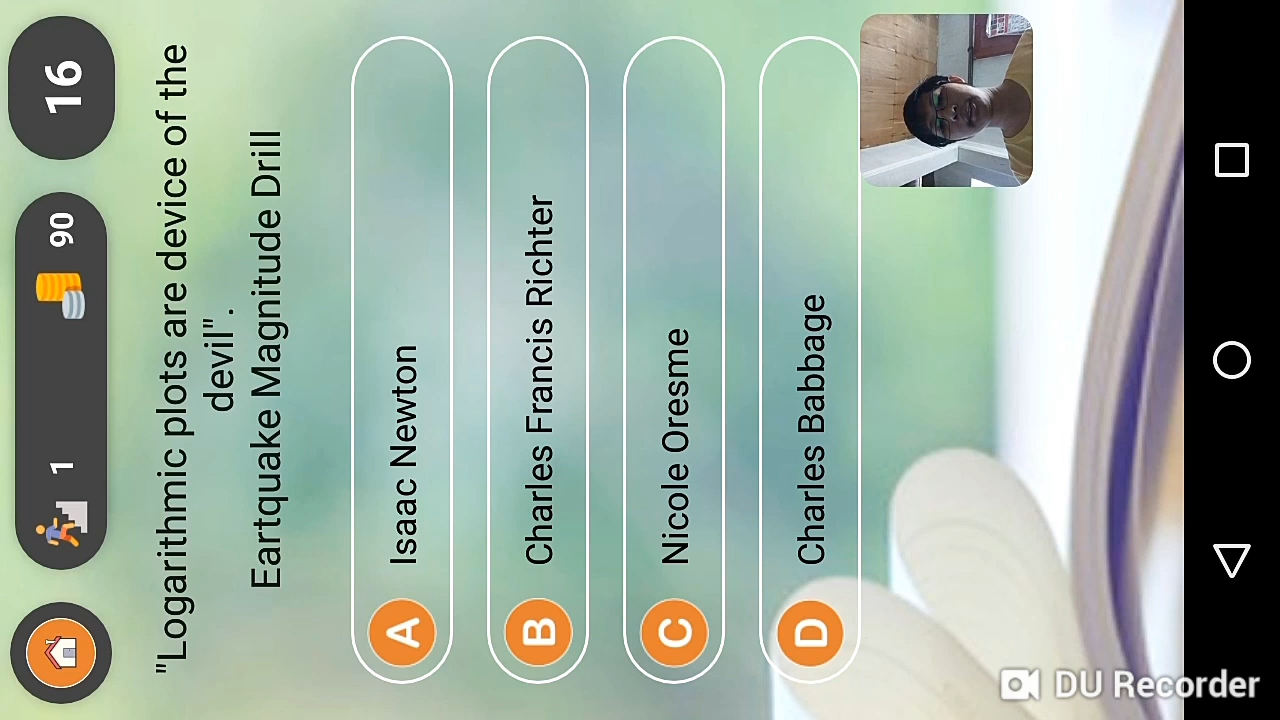 1
90
16
"Logarithmic plots are device of the
devil".
Eartquake Magnitude Drill
A Isaac Newton
B Charles Francis Richter
C Nicole Oresme
D Charles Babbage
DU Recorder